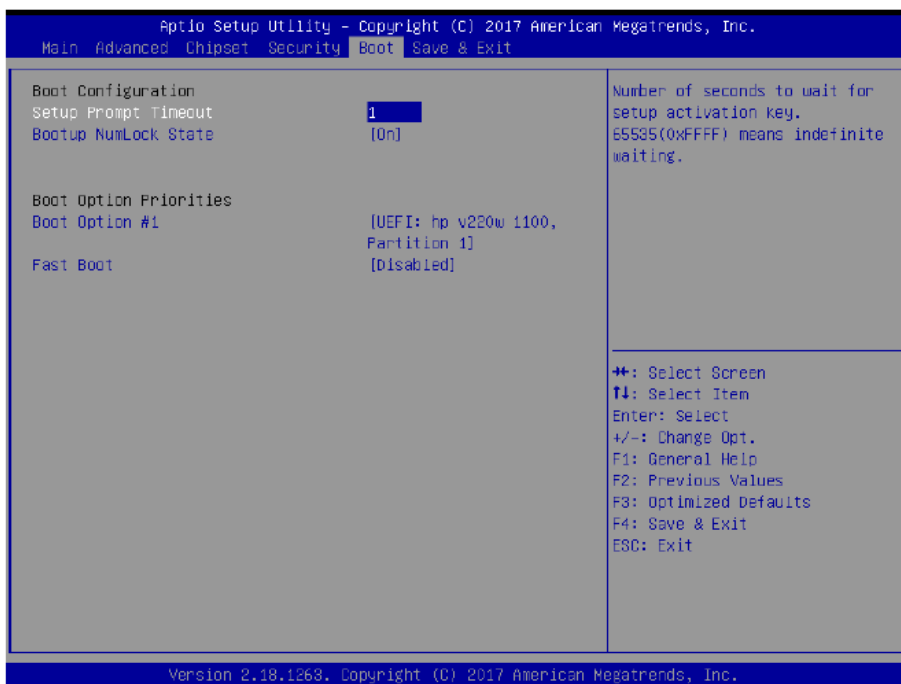 Aptio Setup Utility - Copyright (C) 2017 American Megatrends, Inc.
Main Advanced Chipset Security Boot Save & Exit
Boot Configuration
Setup Prompt Timeout 1
Bootup NumLock State [On]
Boot Option Priorities
Boot Option #1 [UEFI: hp v220w 1100,
Partition 1]
Fast Boot [Disabled]
Number of seconds to wait for
setup activation key.
65535(0xFFFF) means indefinite
waiting.
→←: Select Screen
↑↓: Select Item
Enter: Select
+/-: Change Opt.
F1: General Help
F2: Previous Values
F3: Optimized Defaults
F4: Save & Exit
ESC: Exit
Version 2.18.1263. Copyright (C) 2017 American Megatrends, Inc.